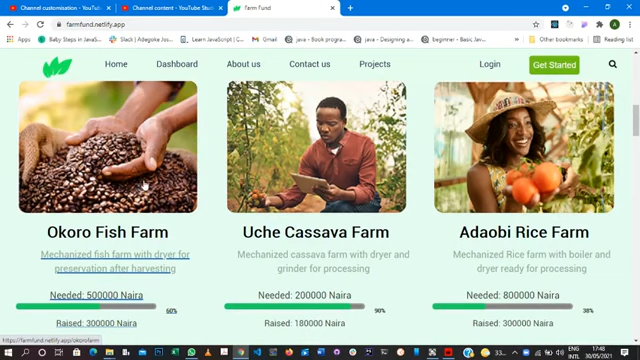 Channel customisation - YouTube Studio
Channel content - YouTube Studio
Farm Fund
farmfund.netlify.app
Apps
Baby Steps in JavaS...
Slack | Adegoke Jos...
Learn JavaScript | C...
java - Book progra...
java - Designing a...
beginner - Basic Jav...
Other bookmarks
Reading list
Home
Dashboard
About us
Contact us
Projects
Login
Get Started
Okoro Fish Farm
Mechanized fish farm with dryer for
preservation after harvesting
Needed: 500000 Naira
60%
Raised: 300000 Naira
Uche Cassava Farm
Mechanized cassava farm with dryer and
grinder for processing
Needed: 200000 Naira
90%
Raised: 180000 Naira
Adaobi Rice Farm
Mechanized Rice farm with boiler and
dryer ready for processing
Needed: 800000 Naira
38%
Raised: 300000 Naira
https://farmfund.netlify.app/okorofarm
33...
ENG
INTL
17:48
30/05/2021